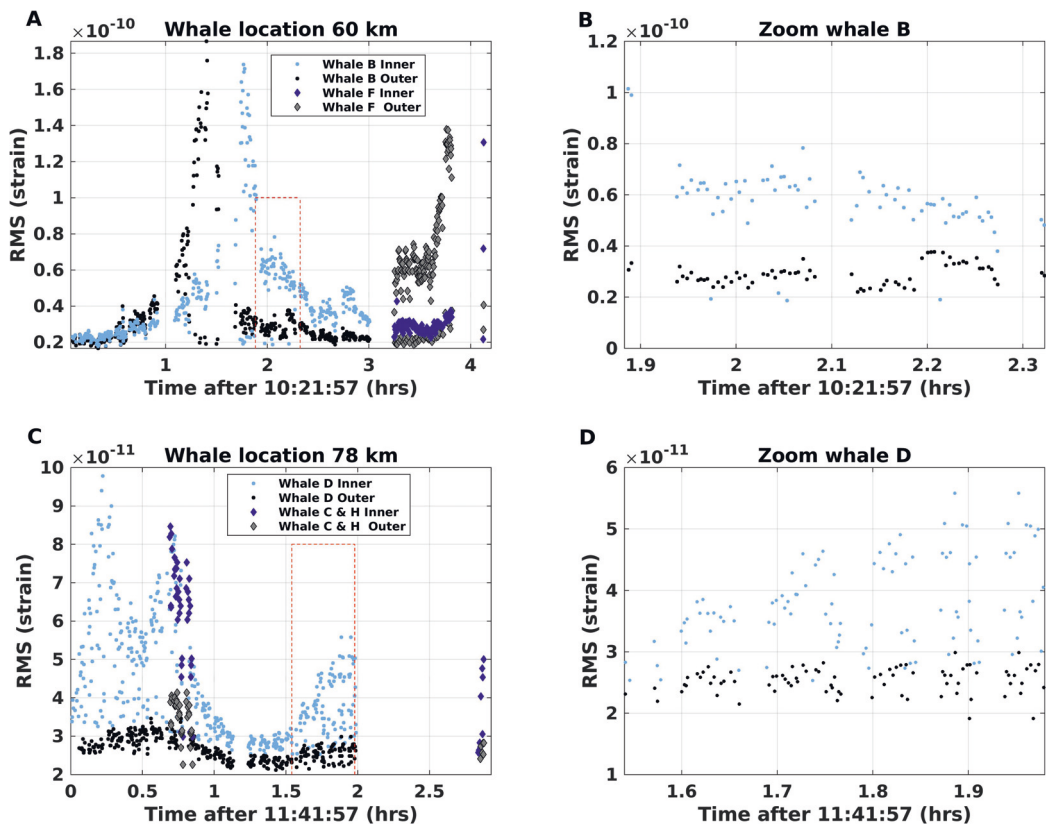 A
Whale location 60 km
×10⁻¹⁰
RMS (strain)
1.8
1.6
1.4
1.2
1
0.8
0.6
0.4
0.2
Whale B Inner
Whale B Outer
Whale F Inner
Whale F Outer
1 2 3 4
Time after 10:21:57 (hrs)
B
Zoom whale B
×10⁻¹⁰
RMS (strain)
1.2
1
0.8
0.6
0.4
0.2
0
1.9 2 2.1 2.2 2.3
Time after 10:21:57 (hrs)
C
Whale location 78 km
×10⁻¹¹
RMS (strain)
10
9
8
7
6
5
4
3
2
Whale D Inner
Whale D Outer
Whale C & H Inner
Whale C & H Outer
0 0.5 1 1.5 2 2.5
Time after 11:41:57 (hrs)
D
Zoom whale D
×10⁻¹¹
RMS (strain)
6
5
4
3
2
1
1.6 1.7 1.8 1.9
Time after 11:41:57 (hrs)